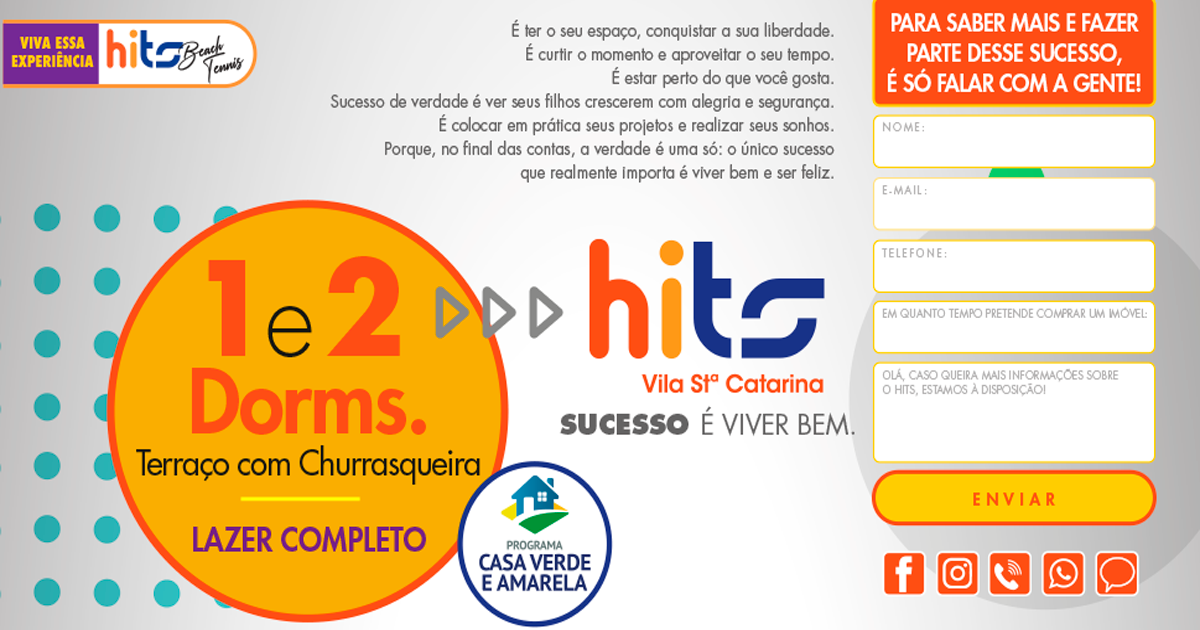 VIVA ESSA
EXPERIÊNCIA
hits Beach
Tennis
É ter o seu espaço, conquistar a sua liberdade.
É curtir o momento e aproveitar o seu tempo.
É estar perto do que você gosta.
Sucesso de verdade é ver seus filhos crescerem com alegria e segurança.
É colocar em prática seus projetos e realizar seus sonhos.
Porque, no final das contas, a verdade é uma só: o único sucesso
que realmente importa é viver bem e ser feliz.
1 e 2
Dorms.
Terraço com Churrasqueira
LAZER COMPLETO
PROGRAMA
CASA VERDE
E AMARELA
hits
Vila Stª Catarina
SUCESSO É VIVER BEM.
PARA SABER MAIS E FAZER
PARTE DESSE SUCESSO,
É SÓ FALAR COM A GENTE!
NOME:
E-MAIL:
TELEFONE:
EM QUANTO TEMPO PRETENDE COMPRAR UM IMÓVEL:
OLÁ, CASO QUEIRA MAIS INFORMAÇÕES SOBRE
O HITS, ESTAMOS À DISPOSIÇÃO!
ENVIAR